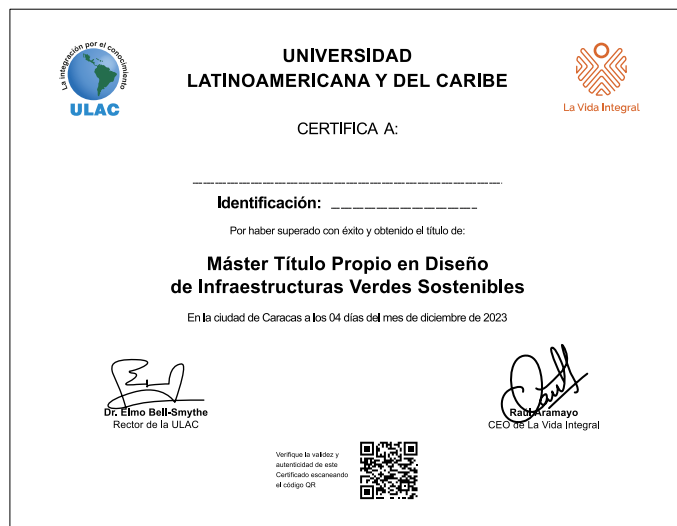 La integración por el conocimiento
ULAC
UNIVERSIDAD
LATINOAMERICANA Y DEL CARIBE
La Vida Integral
CERTIFICA A:
Identificación:
Por haber superado con éxito y obtenido el título de:
Máster Título Propio en Diseño
de Infraestructuras Verdes Sostenibles
En la ciudad de Caracas a los 04 días del mes de diciembre de 2023
Dr. Elmo Bell-Smythe
Rector de la ULAC
Raúl Aramayo
CEO de La Vida Integral
Verifique la validez y
autenticidad de este
Certificado escaneando
el código QR